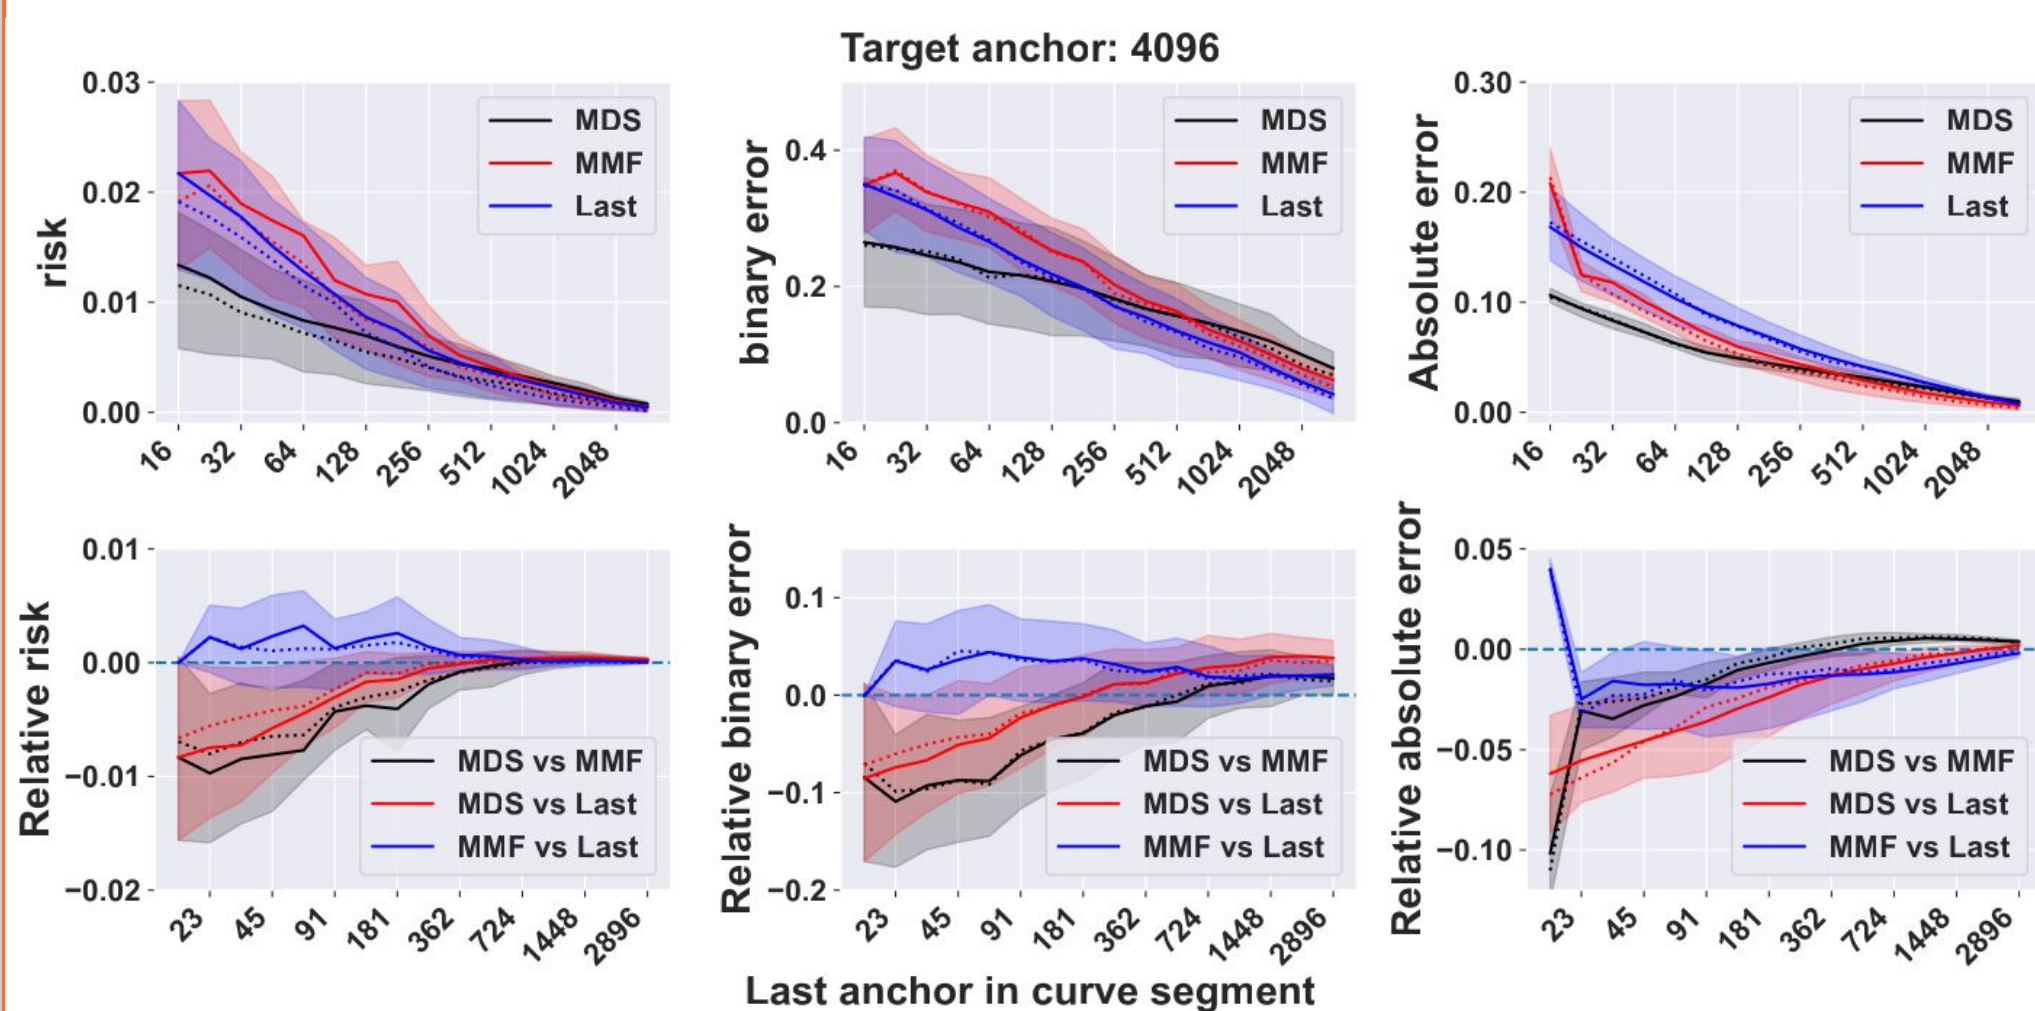 Target anchor: 4096
risk
0.03
0.02
0.01
0.00
MDS
MMF
Last
16
32
64
128
256
512
1024
2048
binary error
0.4
0.2
0.0
MDS
MMF
Last
16
32
64
128
256
512
1024
2048
Absolute error
0.30
0.20
0.10
0.00
MDS
MMF
Last
16
32
64
128
256
512
1024
2048
Relative risk
0.01
0.00
−0.01
−0.02
MDS vs MMF
MDS vs Last
MMF vs Last
23
45
91
181
362
724
1448
2896
Relative binary error
0.1
0.0
−0.1
−0.2
MDS vs MMF
MDS vs Last
MMF vs Last
23
45
91
181
362
724
1448
2896
Relative absolute error
0.05
0.00
−0.05
−0.10
MDS vs MMF
MDS vs Last
MMF vs Last
23
45
91
181
362
724
1448
2896
Last anchor in curve segment